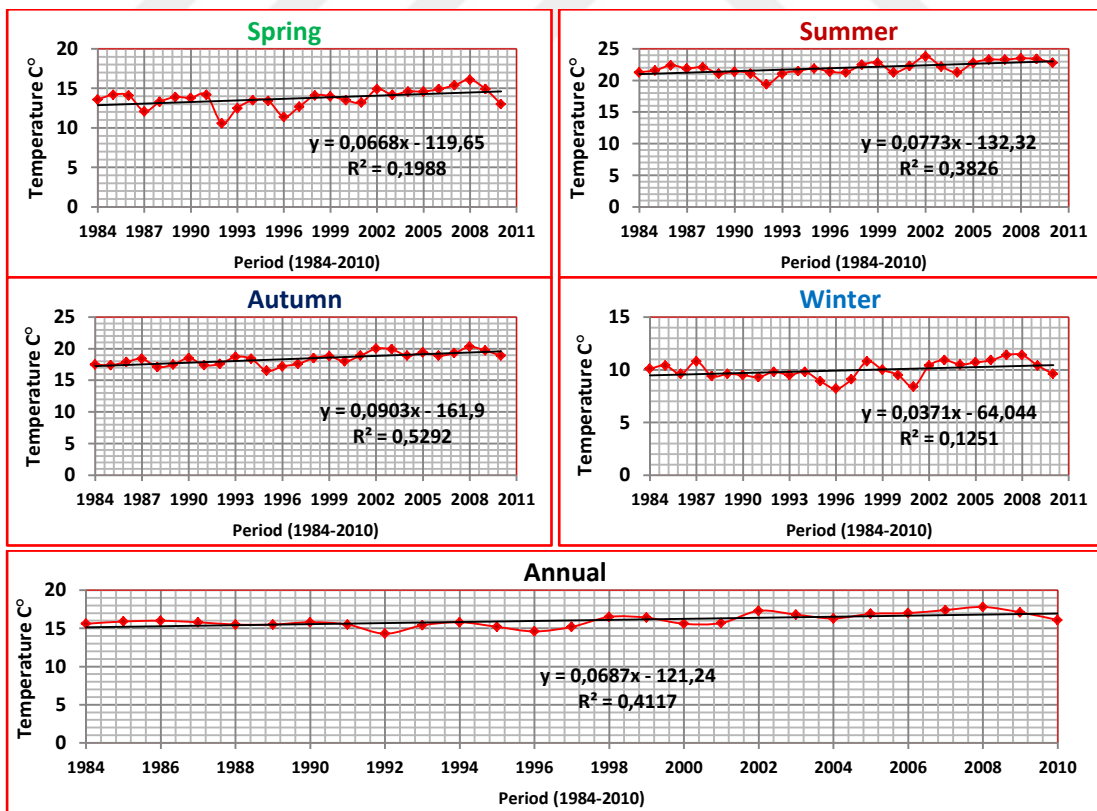 Spring
Temperature C°
20
15
10
5
0
y = 0,0668x - 119,65
R² = 0,1988
1984 1987 1990 1993 1996 1999 2002 2005 2008 2011
Period (1984-2010)
Summer
Temperature C°
25
20
15
10
5
0
y = 0,0773x - 132,32
R² = 0,3826
1984 1987 1990 1993 1996 1999 2002 2005 2008 2011
Period (1984-2010)
Autumn
Temperature C°
25
20
15
10
5
0
y = 0,0903x - 161,9
R² = 0,5292
1984 1987 1990 1993 1996 1999 2002 2005 2008 2011
Period (1984-2010)
Winter
Temperature C°
15
10
5
0
y = 0,0371x - 64,044
R² = 0,1251
1984 1987 1990 1993 1996 1999 2002 2005 2008 2011
Period (1984-2010)
Annual
Temperature C°
20
15
10
5
0
y = 0,0687x - 121,24
R² = 0,4117
1984 1986 1988 1990 1992 1994 1996 1998 2000 2002 2004 2006 2008 2010
Period (1984-2010)